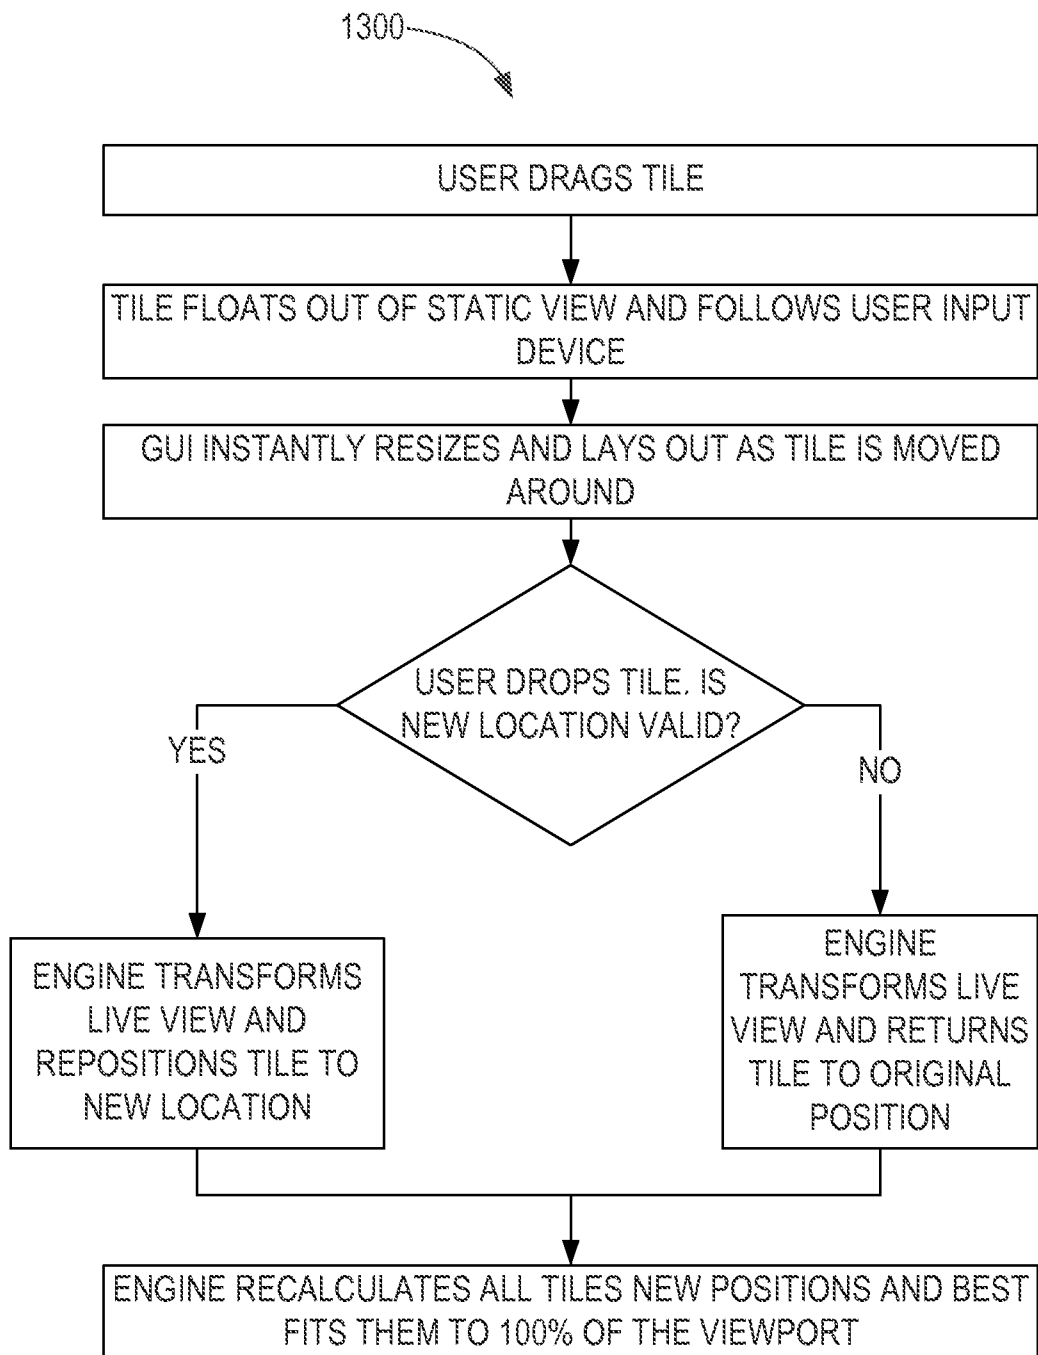 1300
USER DRAGS TILE
TILE FLOATS OUT OF STATIC VIEW AND FOLLOWS USER INPUT
DEVICE
GUI INSTANTLY RESIZES AND LAYS OUT AS TILE IS MOVED
AROUND
USER DROPS TILE. IS
NEW LOCATION VALID?
YES
NO
ENGINE TRANSFORMS
LIVE VIEW AND
REPOSITIONS TILE TO
NEW LOCATION
ENGINE
TRANSFORMS LIVE
VIEW AND RETURNS
TILE TO ORIGINAL
POSITION
ENGINE RECALCULATES ALL TILES NEW POSITIONS AND BEST
FITS THEM TO 100% OF THE VIEWPORT